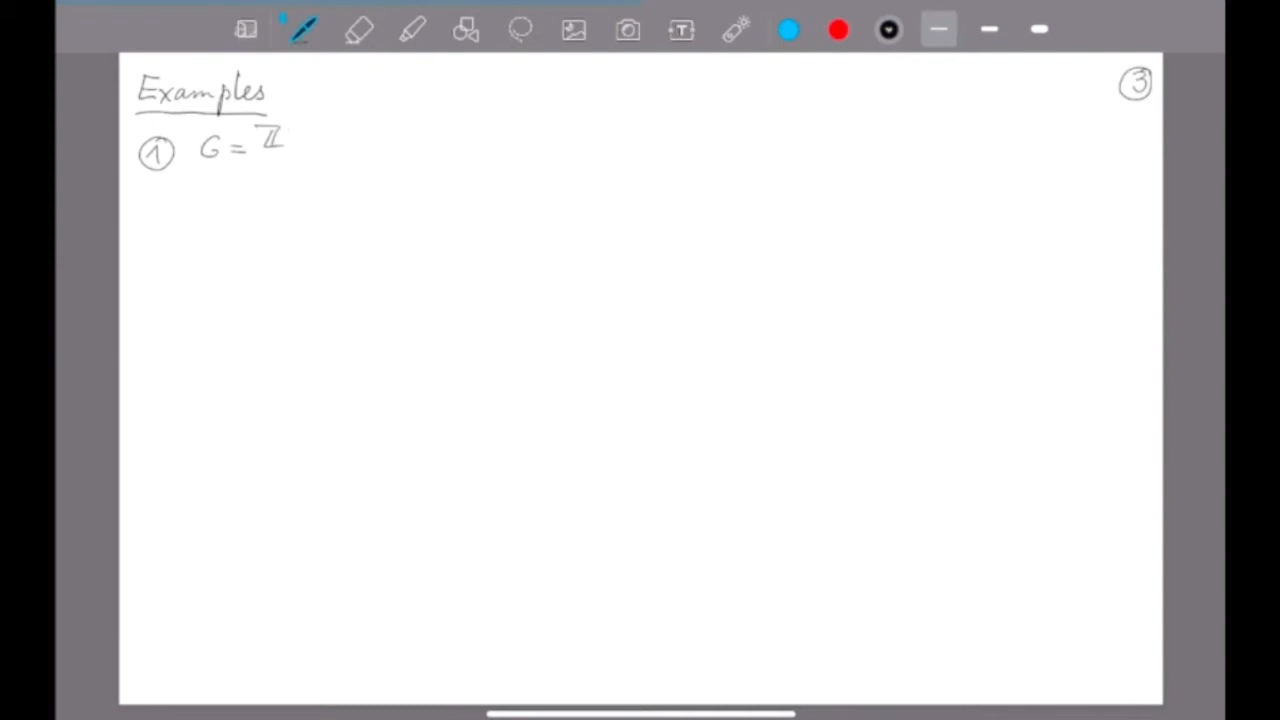 Examples
③
① G = ℤ